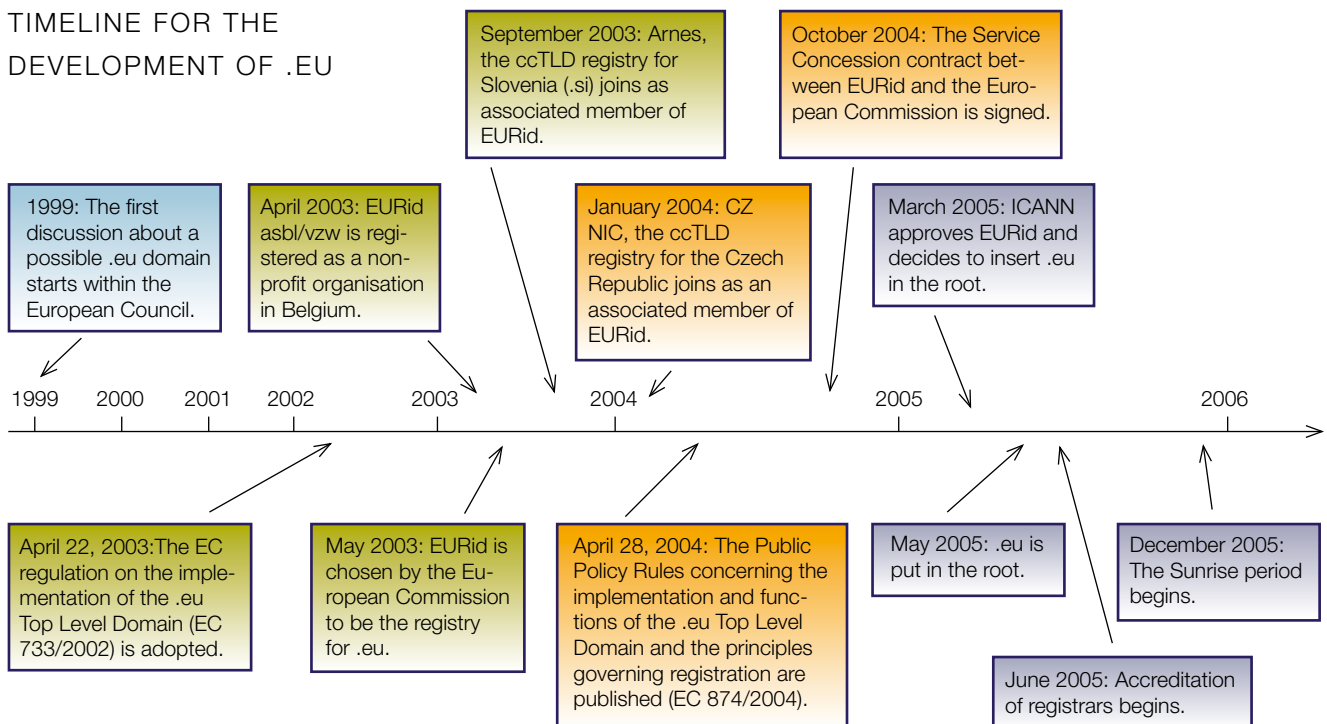 TIMELINE FOR THE
DEVELOPMENT OF .EU
September 2003: Arnes,
the ccTLD registry for
Slovenia (.si) joins as
associated member of
EURid.
October 2004: The Service
Concession contract bet-
ween EURid and the Euro-
pean Commission is signed.
1999: The first
discussion about a
possible .eu domain
starts within the
European Council.
April 2003: EURid
asbl/vzw is regi-
stered as a non-
profit organisation
in Belgium.
January 2004: CZ
NIC, the ccTLD
registry for the Czech
Republic joins as an
associated member of
EURid.
March 2005: ICANN
approves EURid and
decides to insert .eu
in the root.
1999 2000 2001 2002 2003 2004 2005 2006
April 22, 2003:The EC
regulation on the imple-
mentation of the .eu
Top Level Domain (EC
733/2002) is adopted.
May 2003: EURid is
chosen by the Eu-
ropean Commission
to be the registry
for .eu.
April 28, 2004: The Public
Policy Rules concerning the
implementation and func-
tions of the .eu Top Level
Domain and the principles
governing registration are
published (EC 874/2004).
May 2005: .eu is
put in the root.
June 2005: Accreditation
of registrars begins.
December 2005:
The Sunrise period
begins.